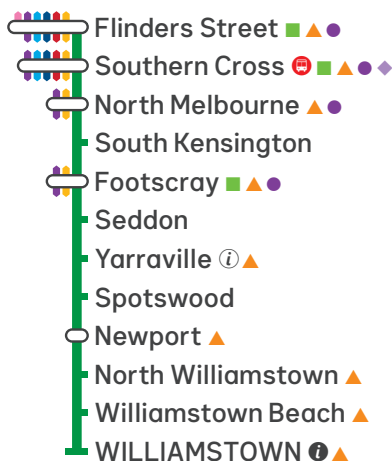 Flinders Street
Southern Cross
North Melbourne
South Kensington
Footscray
Seddon
Yarraville i
Spotswood
Newport
North Williamstown
Williamstown Beach
WILLIAMSTOWN i